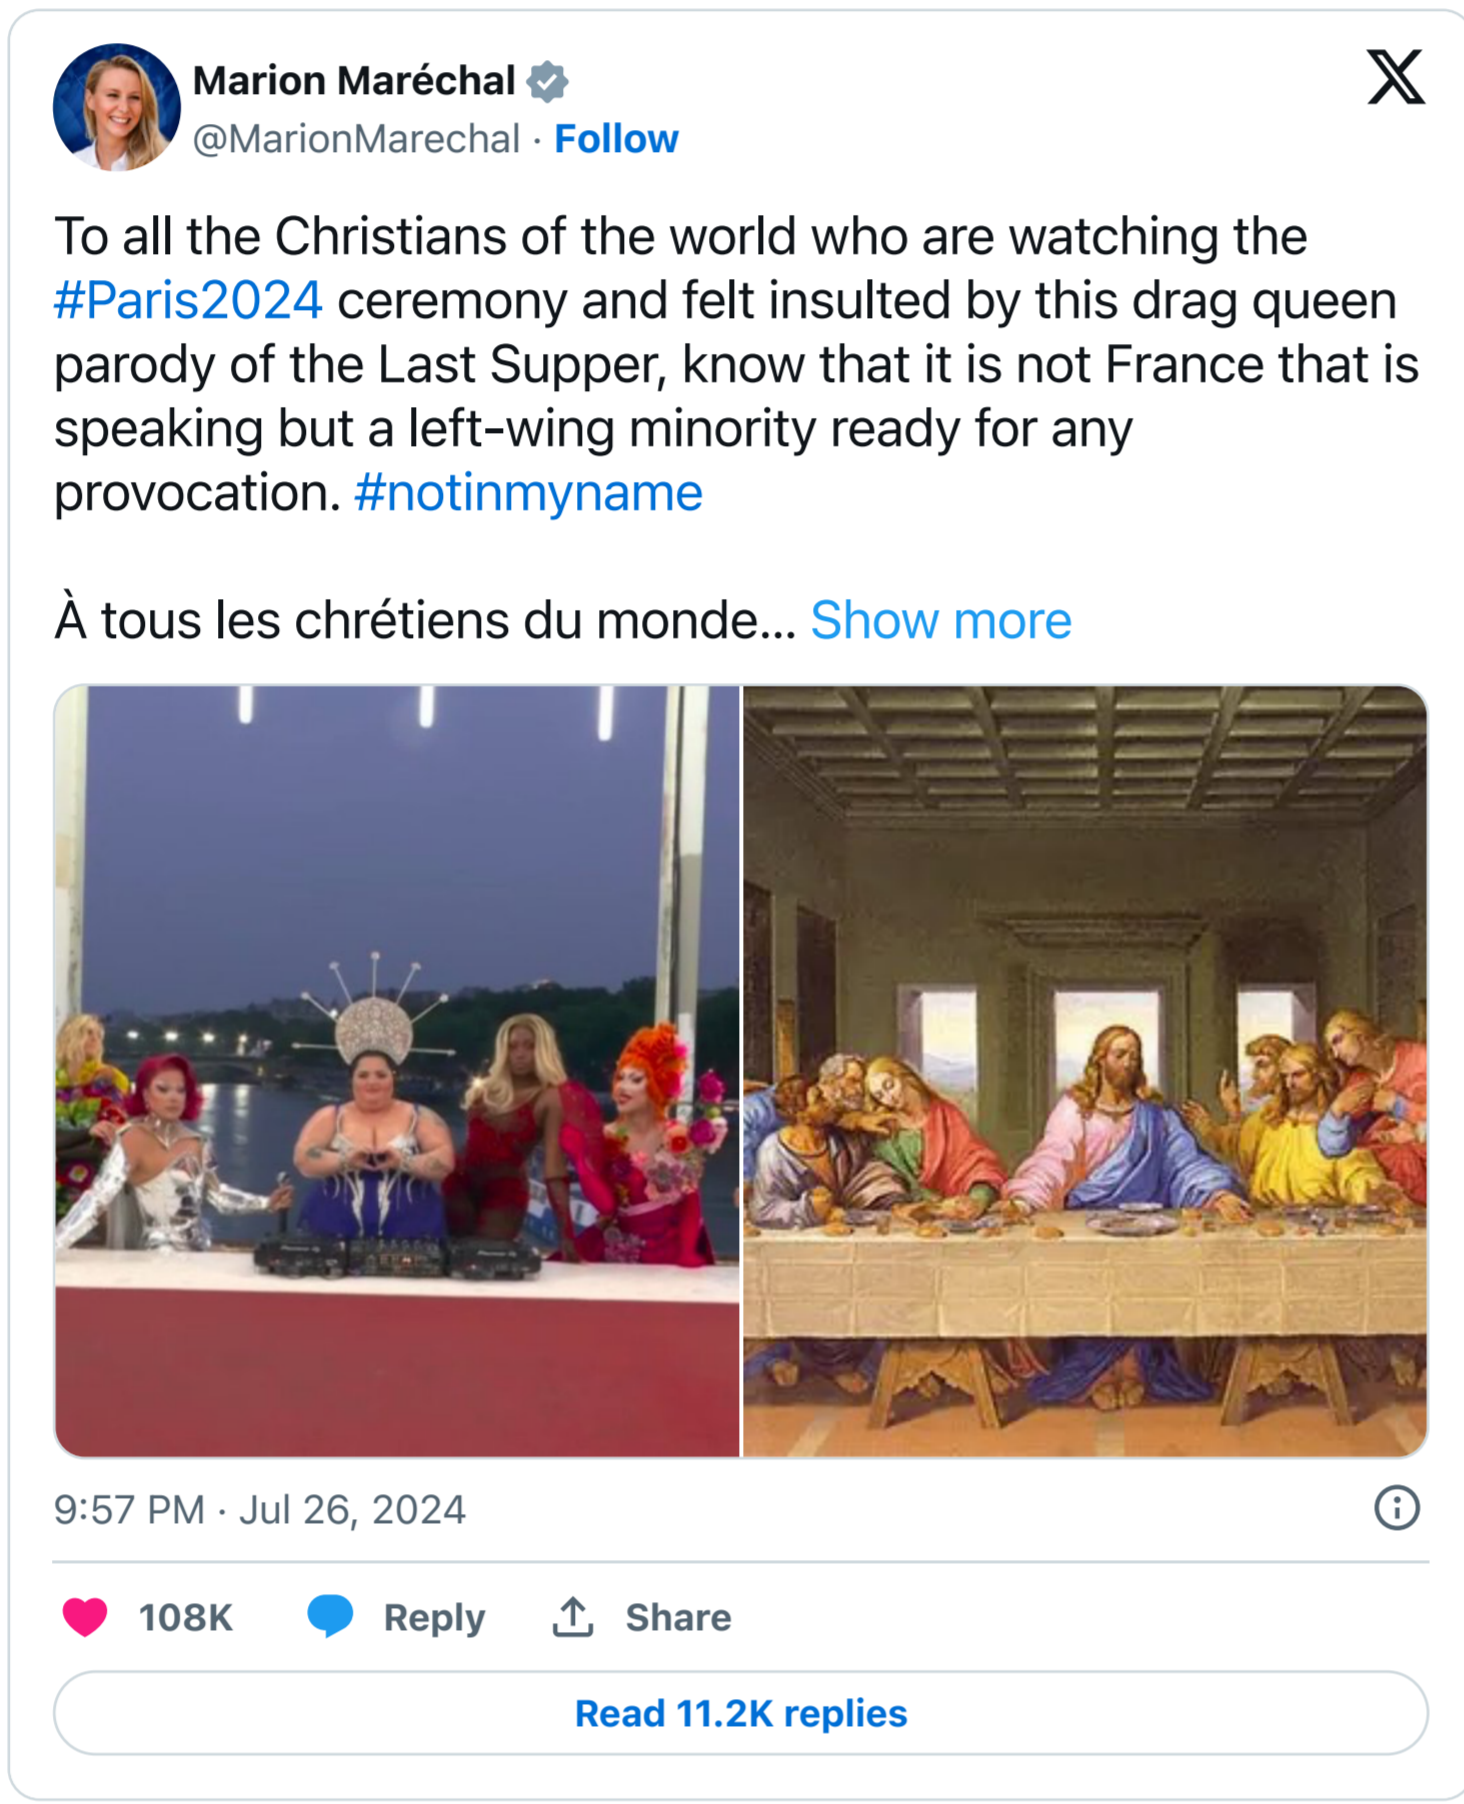 Marion Maréchal
@MarionMarechal · Follow
To all the Christians of the world who are watching the
#Paris2024 ceremony and felt insulted by this drag queen
parody of the Last Supper, know that it is not France that is
speaking but a left-wing minority ready for any
provocation. #notinmyname
À tous les chrétiens du monde... Show more
9:57 PM · Jul 26, 2024
108K Reply Share
Read 11.2K replies